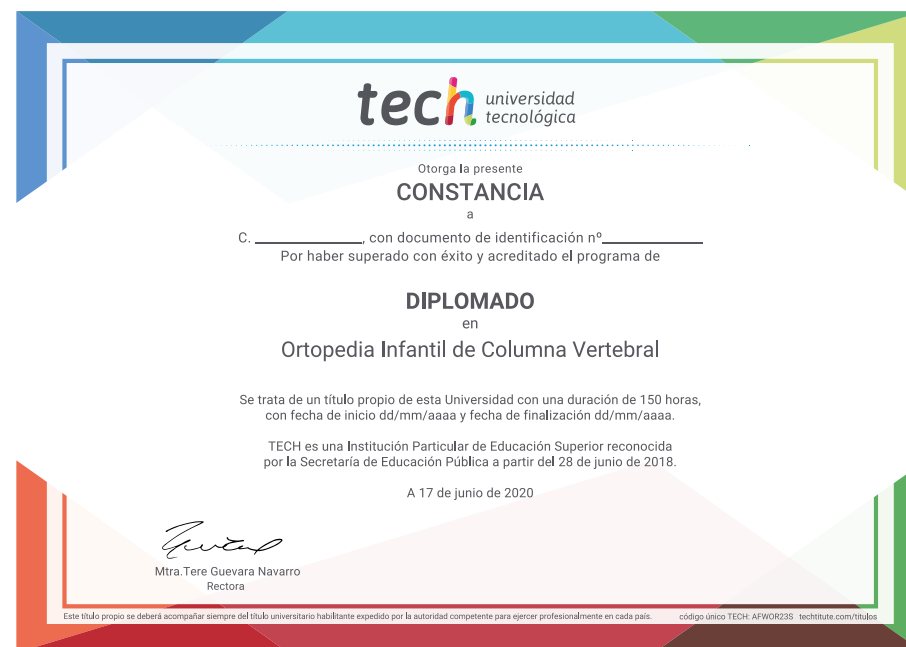 tech universidad
tecnológica
Otorga la presente
CONSTANCIA
a
C. ______________, con documento de identificación nº_____________
Por haber superado con éxito y acreditado el programa de
DIPLOMADO
en
Ortopedia Infantil de Columna Vertebral
Se trata de un título propio de esta Universidad con una duración de 150 horas,
con fecha de inicio dd/mm/aaaa y fecha de finalización dd/mm/aaaa.
TECH es una Institución Particular de Educación Superior reconocida
por la Secretaría de Educación Pública a partir del 28 de junio de 2018.
A 17 de junio de 2020
Mtra.Tere Guevara Navarro
Rectora
Este título propio se deberá acompañar siempre del título universitario habilitante expedido por la autoridad competente para ejercer profesionalmente en cada país. código único TECH: AFWOR23S techtitute.com/titulos